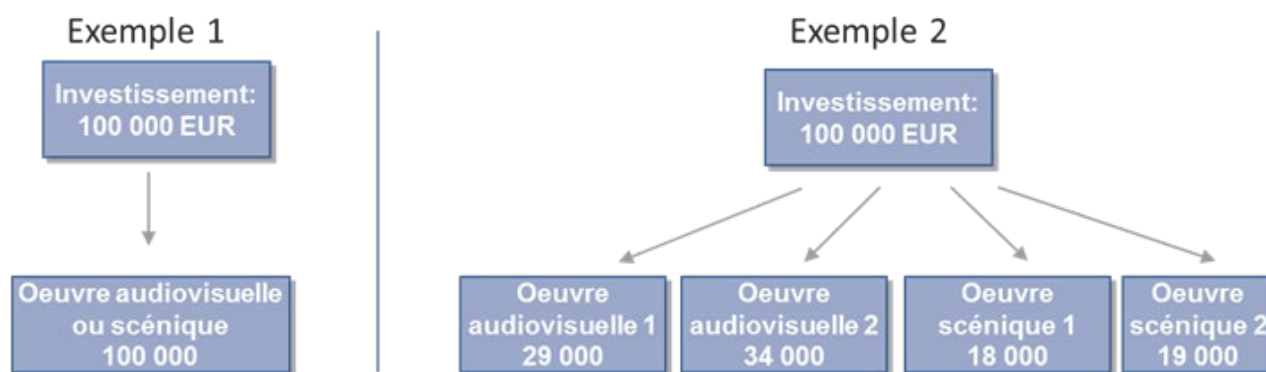 Exemple 1
Investissement:
100 000 EUR
Oeuvre audiovisuelle
ou scénique
100 000
Exemple 2
Investissement:
100 000 EUR
Oeuvre
audiovisuelle 1
29 000
Oeuvre
audiovisuelle 2
34 000
Oeuvre
scénique 1
18 000
Oeuvre
scénique 2
19 000